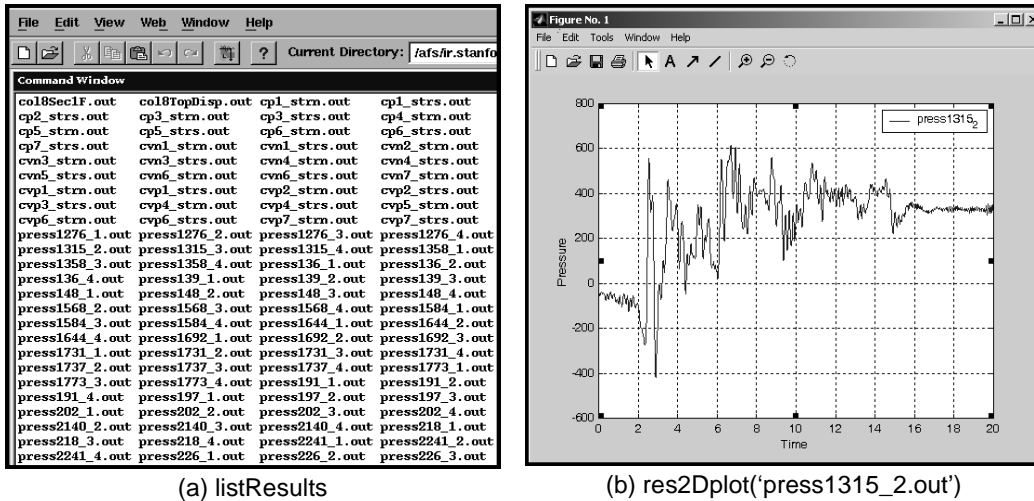 File Edit View Web Window Help
? Current Directory: /afs/ir.stanfo
Command Window
col8Sec1F.out col8TopDisp.out cp1_strn.out cp1_strs.out
cp2_strs.out cp3_strn.out cp3_strs.out cp4_strn.out
cp5_strn.out cp5_strs.out cp6_strn.out cp6_strs.out
cp7_strs.out cvn1_strn.out cvn1_strs.out cvn2_strn.out
cvn3_strn.out cvn3_strs.out cvn4_strn.out cvn4_strs.out
cvn5_strs.out cvn6_strn.out cvn6_strs.out cvn7_strn.out
cvp1_strn.out cvp1_strs.out cvp2_strn.out cvp2_strs.out
cvp3_strs.out cvp4_strn.out cvp4_strs.out cvp5_strn.out
cvp6_strn.out cvp6_strs.out cvp7_strn.out cvp7_strs.out
press1276_1.out press1276_2.out press1276_3.out press1276_4.out
press1315_2.out press1315_3.out press1315_4.out press1358_1.out
press1358_3.out press1358_4.out press136_1.out press136_2.out
press136_4.out press139_1.out press139_2.out press139_3.out
press148_1.out press148_2.out press148_3.out press148_4.out
press1568_2.out press1568_3.out press1568_4.out press1584_1.out
press1584_3.out press1584_4.out press1644_1.out press1644_2.out
press1644_4.out press1692_1.out press1692_2.out press1692_3.out
press1731_1.out press1731_2.out press1731_3.out press1731_4.out
press1737_2.out press1737_3.out press1737_4.out press1773_1.out
press1773_3.out press1773_4.out press191_1.out press191_2.out
press191_4.out press197_1.out press197_2.out press197_3.out
press202_1.out press202_2.out press202_3.out press202_4.out
press2140_2.out press2140_3.out press2140_4.out press218_1.out
press218_3.out press218_4.out press2241_1.out press2241_2.out
press2241_4.out press226_1.out press226_2.out press226_3.out
(a) listResults
Figure No. 1
File Edit Tools Window Help
A
press1315₂
800
600
400
200
0
-200
-400
-600
Pressure
0 2 4 6 8 10 12 14 16 18 20
Time
(b) res2Dplot(‘press1315_2.out’)